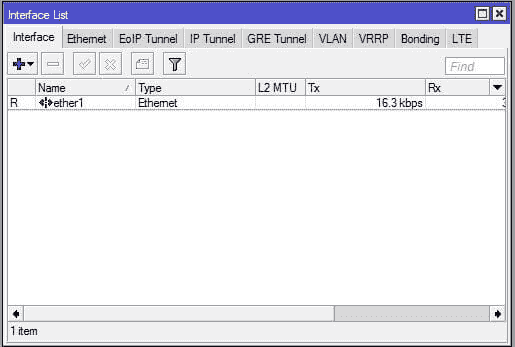 Interface List
Interface Ethernet EoIP Tunnel IP Tunnel GRE Tunnel VLAN VRRP Bonding LTE
Find
Name / Type L2 MTU Tx Rx
R ether1 Ethernet 16.3 kbps
1 item